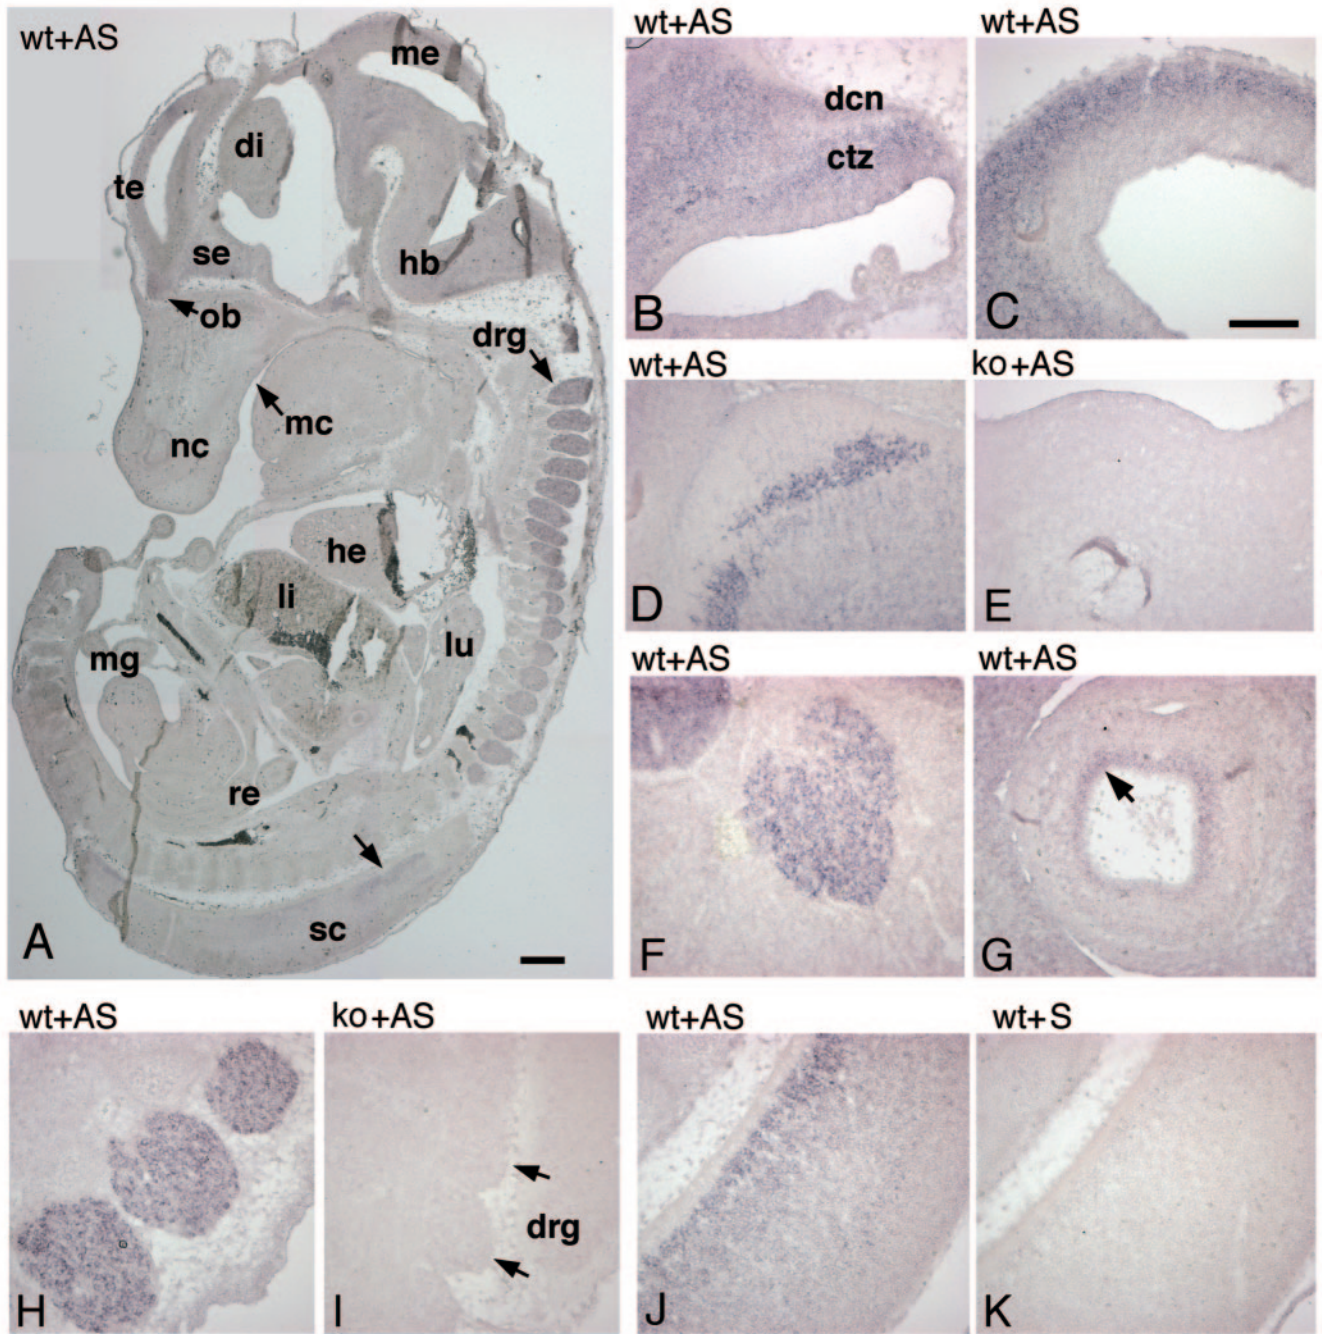 wt+AS
me
di
te
se
hb
ob
drg
mc
nc
he
li
lu
mg
re
sc
A
wt+AS
dcn
ctz
B
wt+AS
C
wt+AS
D
ko+AS
E
wt+AS
F
wt+AS
G
wt+AS
H
ko+AS
drg
I
wt+AS
J
wt+S
K